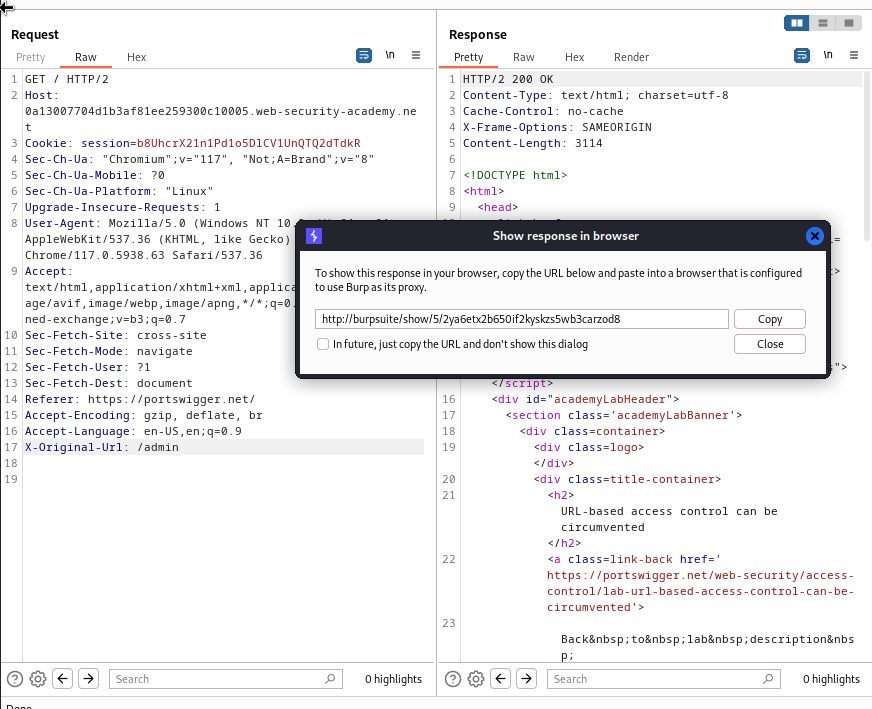 Request
Pretty Raw Hex
\n
1 GET / HTTP/2
2 Host:
0a13007704d1b3af81ee259300c10005.web-security-academy.ne
t
3 Cookie: session=b8UhcrX21n1Pd1o5DlCV1UnQTQ2dTdkR
4 Sec-Ch-Ua: "Chromium";v="117", "Not;A=Brand";v="8"
5 Sec-Ch-Ua-Mobile: ?0
6 Sec-Ch-Ua-Platform: "Linux"
7 Upgrade-Insecure-Requests: 1
8 User-Agent: Mozilla/5.0 (Windows NT
AppleWebKit/537.36 (KHTML, like Gecko)
Chrome/117.0.5938.63 Safari/537.36
9 Accept:
text/html,application/xhtml+xml,applica
age/avif,image/webp,image/apng,*/*;q=0.
ned-exchange;v=b3;q=0.7
10 Sec-Fetch-Site: cross-site
11 Sec-Fetch-Mode: navigate
12 Sec-Fetch-User: ?1
13 Sec-Fetch-Dest: document
14 Referer: https://portswigger.net/
15 Accept-Encoding: gzip, deflate, br
16 Accept-Language: en-US,en;q=0.9
17 X-Original-Url: /admin
18
19
Search
0 highlights
Response
Pretty Raw Hex Render
\n
1 HTTP/2 200 OK
2 Content-Type: text/html; charset=utf-8
3 Cache-Control: no-cache
4 X-Frame-Options: SAMEORIGIN
5 Content-Length: 3114
6
7 <!DOCTYPE html>
8 <html>
9 <head>
</script>
16 <div id="academyLabHeader">
17 <section class='academyLabBanner'>
18 <div class=container>
19 <div class=logo>
</div>
20 <div class=title-container>
21 <h2>
URL-based access control can be
circumvented
</h2>
22 <a class=link-back href='
https://portswigger.net/web-security/access-
control/lab-url-based-access-control-can-be-
circumvented'>
23
Back&nbsp;to&nbsp;lab&nbsp;description&nbs
p;
Search
0 highlights
Show response in browser
To show this response in your browser, copy the URL below and paste into a browser that is configured
to use Burp as its proxy.
http://burpsuite/show/5/2ya6etx2b650if2kyskzs5wb3carzod8
Copy
In future, just copy the URL and don't show this dialog
Close